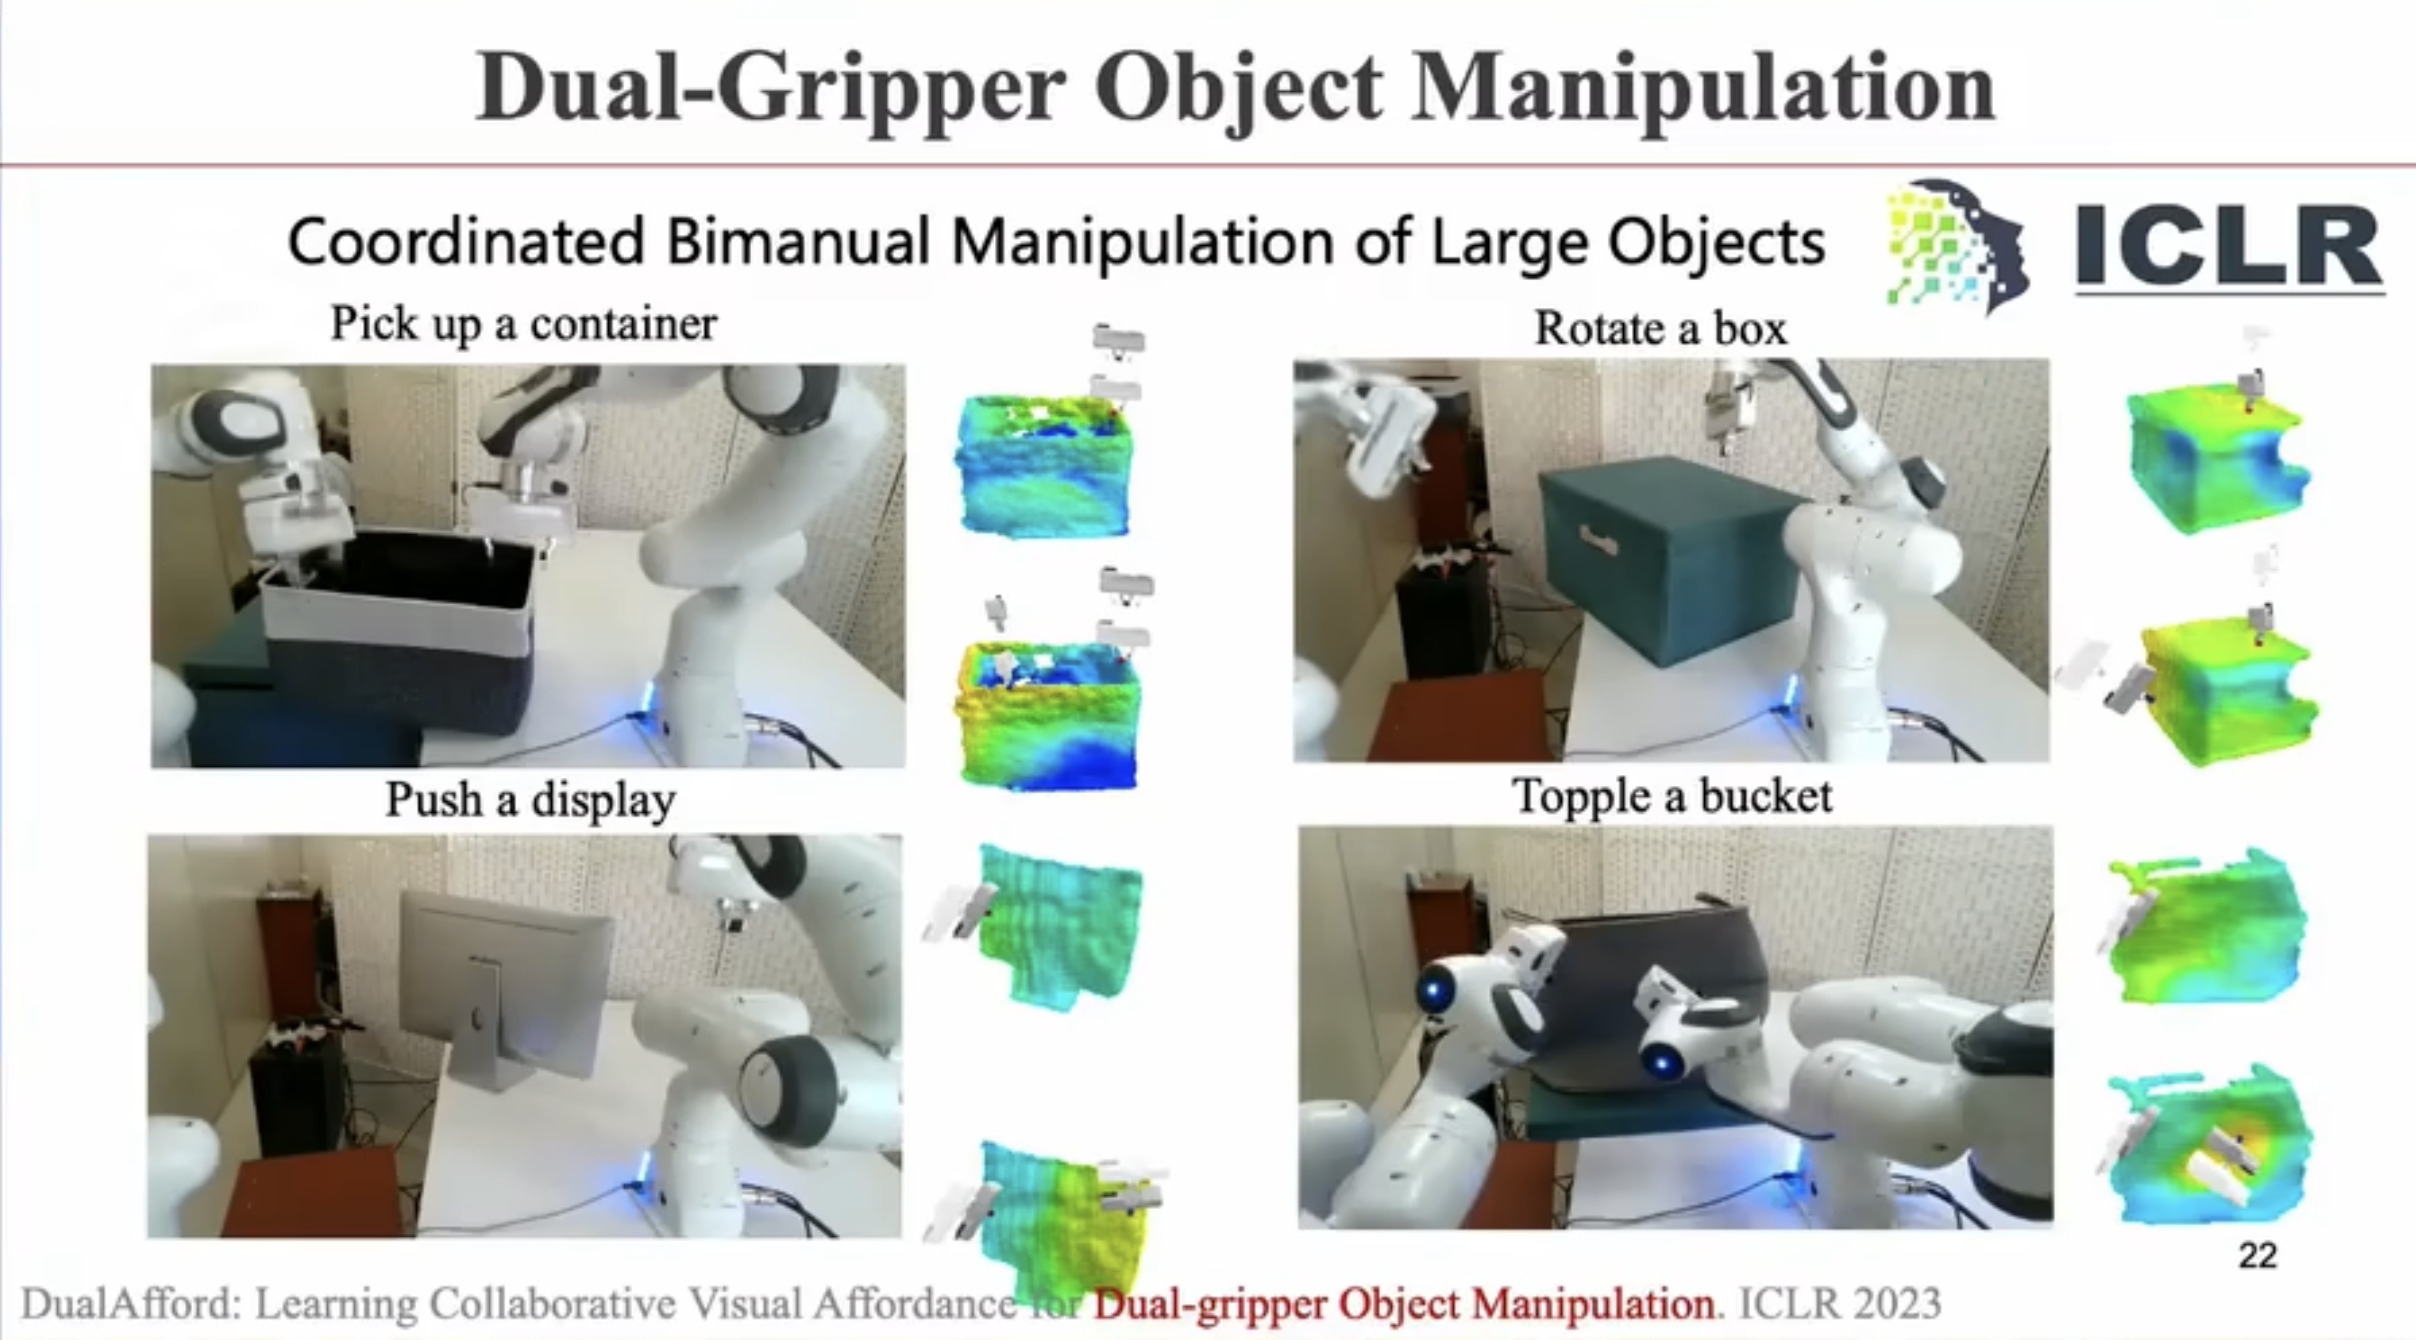 Dual-Gripper Object Manipulation
Coordinated Bimanual Manipulation of Large Objects
ICLR
Pick up a container
Rotate a box
Push a display
Topple a bucket
22
DualAfford: Learning Collaborative Visual Affordance for Dual-gripper Object Manipulation. ICLR 2023